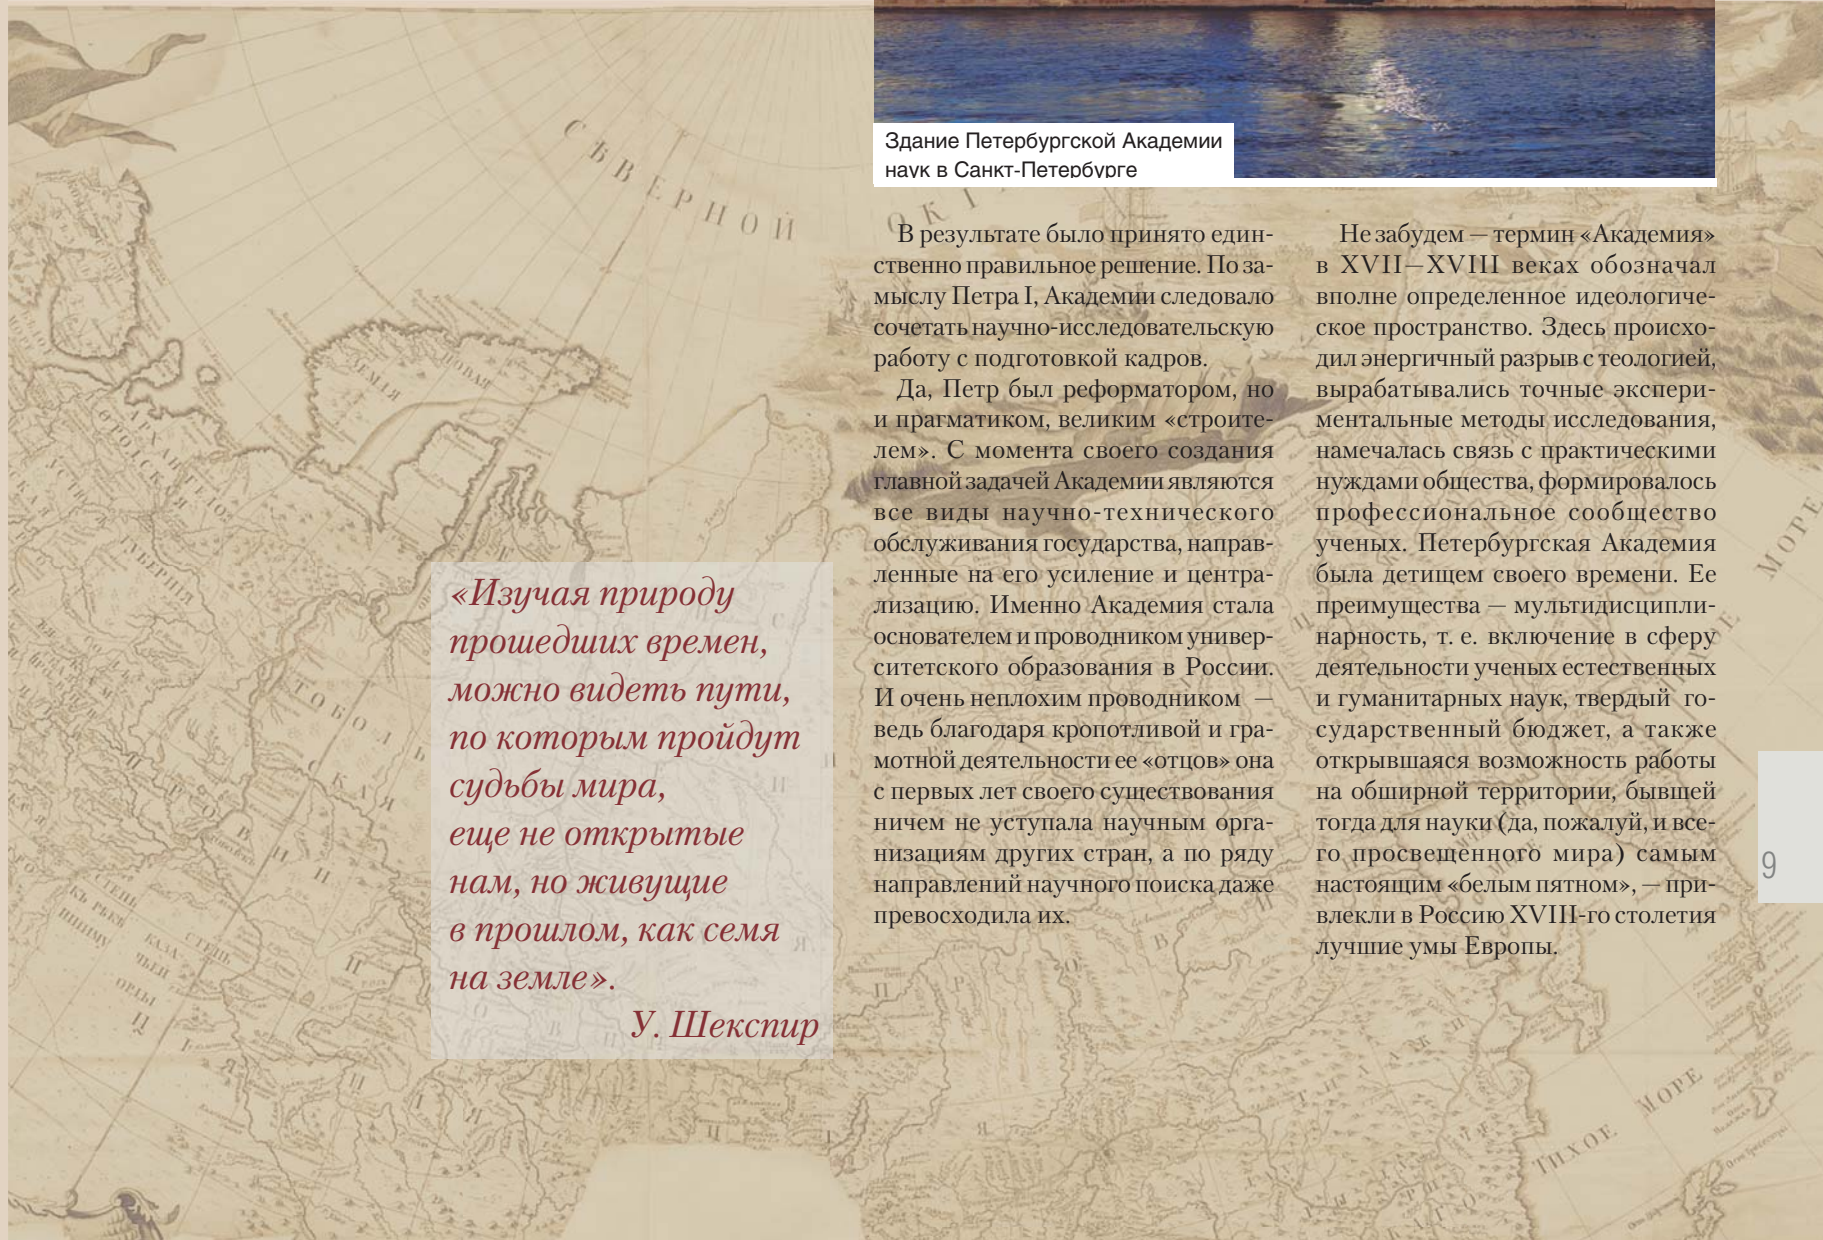 Здание Петербургской Академии
наук в Санкт-Петербурге
СѢВЕРНОЙ
ОКІ
«Изучая природу
прошедших времен,
можно видеть пути,
по которым пройдут
судьбы мира,
еще не открытые
нам, но живущие
в прошлом, как семя
на земле».
У. Шекспир
В результате было принято един-
ственно правильное решение. По за-
мыслу Петра I, Академии следовало
сочетать научно-исследовательскую
работу с подготовкой кадров.
Да, Петр был реформатором, но
и прагматиком, великим «строите-
лем». С момента своего создания
главной задачей Академии являются
все виды научно-технического
обслуживания государства, направ-
ленные на его усиление и центра-
лизацию. Именно Академия стала
основателем и проводником универ-
ситетского образования в России.
И очень неплохим проводником —
ведь благодаря кропотливой и гра-
мотной деятельности ее «отцов» она
с первых лет своего существования
ничем не уступала научным орга-
низациям других стран, а по ряду
направлений научного поиска даже
превосходила их.
Не забудем — термин «Академия»
в XVII—XVIII веках обозначал
вполне определенное идеологиче-
ское пространство. Здесь происхо-
дил энергичный разрыв с теологией,
вырабатывались точные экспери-
ментальные методы исследования,
намечалась связь с практическими
нуждами общества, формировалось
профессиональное сообщество
ученых. Петербургская Академия
была детищем своего времени. Ее
преимущества — мультидисципли-
нарность, т. е. включение в сферу
деятельности ученых естественных
и гуманитарных наук, твердый го-
сударственный бюджет, а также
открывшаяся возможность работы
на обширной территории, бывшей
тогда для науки (да, пожалуй, и все-
го просвещенного мира) самым
настоящим «белым пятном», — при-
влекли в Россию XVIII-го столетия
лучшие умы Европы.
9
НОВАЯ
ЗЕМЛЯ
ГУБЕРНІЯ
ТОБОЛЬ
СКАЯ
МОРЕ
ТИХОЕ МОРЕ